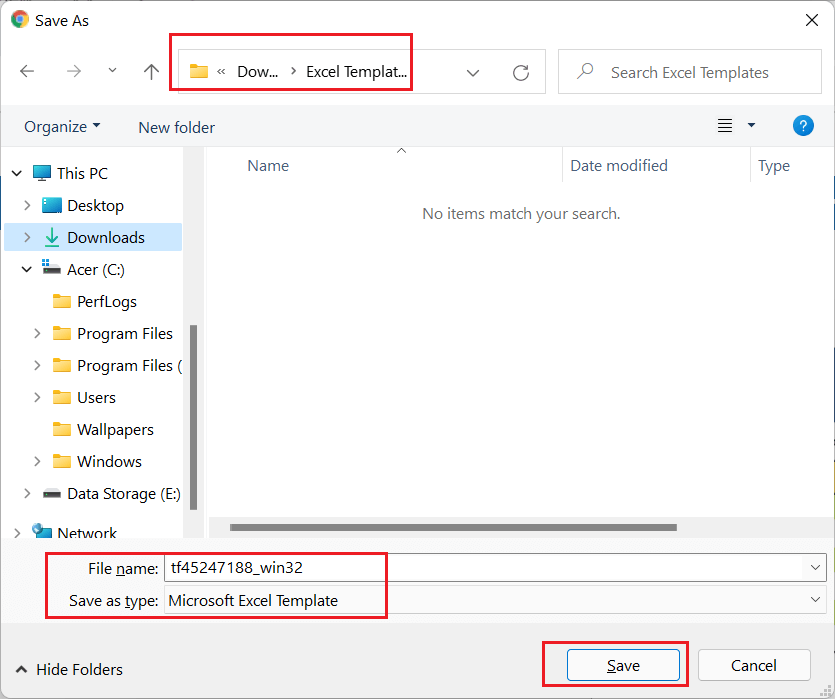 Save As
« Dow... > Excel Templat...
Search Excel Templates
Organize
New folder
?
Name
Date modified
Type
This PC
No items match your search.
Desktop
Downloads
Acer (C:)
PerfLogs
Program Files
Program Files (
Users
Wallpapers
Windows
Data Storage (E:)
Network
File name: tf45247188_win32
Save as type: Microsoft Excel Template
Hide Folders
Save
Cancel